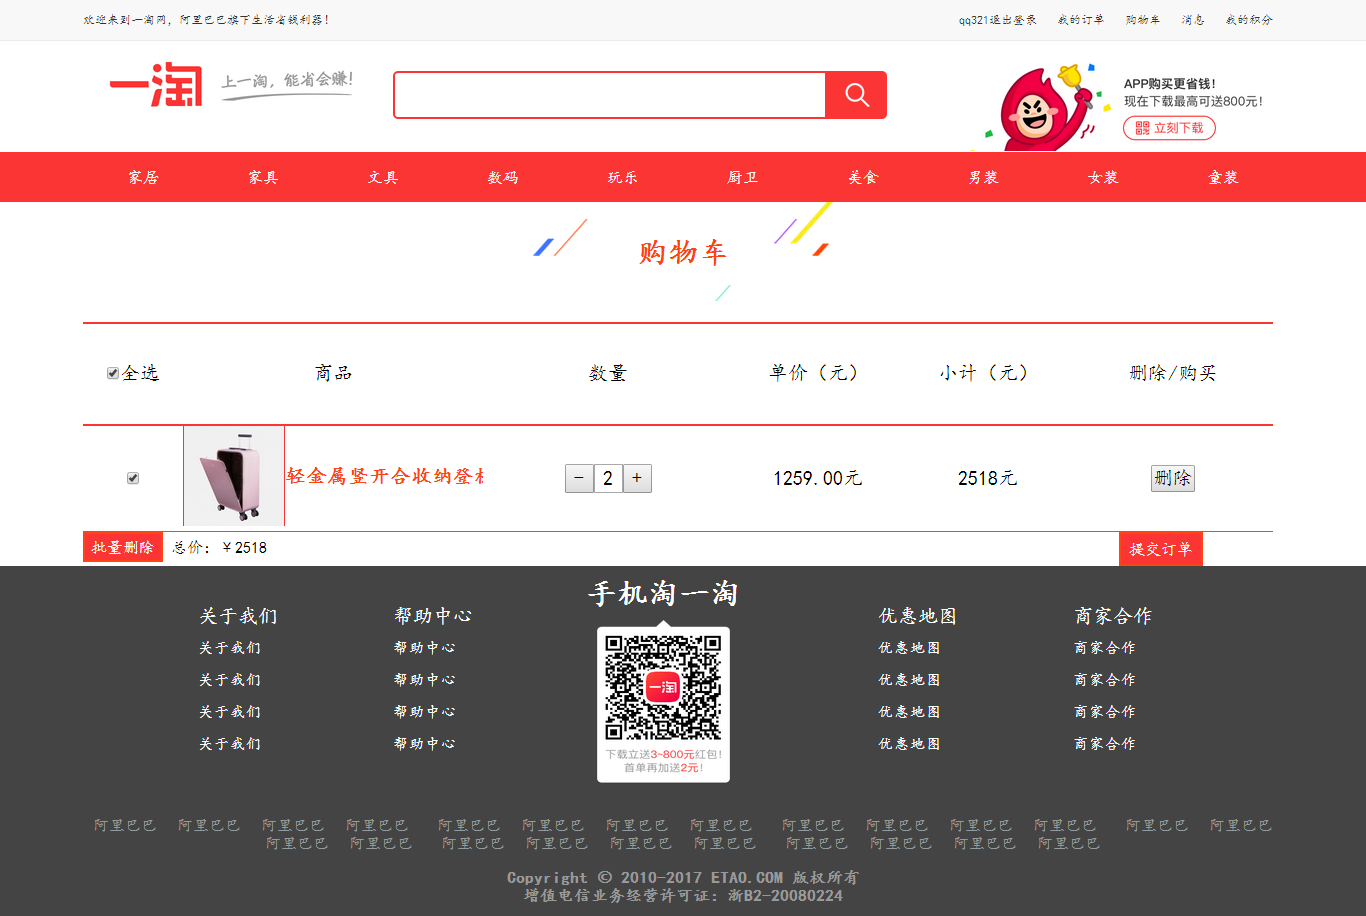 欢迎来到一淘网，阿里巴巴旗下生活省钱利器！ qq321退出登录 我的订单 购物车 消息 我的积分
一淘 上一淘，能省会赚！
APP购买更省钱！
现在下载最高可送800元！
立刻下载
家居 家具 文具 数码 玩乐 厨卫 美食 男装 女装 童装
购物车
全选 商品 数量 单价（元） 小计（元） 删除/购买
轻金属竖开合收纳登 − 2 + 1259.00元 2518元 删除
批量删除 总价：￥2518 提交订单
手机淘一淘
关于我们 帮助中心 优惠地图 商家合作
关于我们 帮助中心 优惠地图 商家合作
关于我们 帮助中心 优惠地图 商家合作
一淘
关于我们 帮助中心 优惠地图 商家合作
关于我们 帮助中心 优惠地图 商家合作
下载立送3~800元红包！
首单再加送2元！
阿里巴巴 阿里巴巴 阿里巴巴 阿里巴巴 阿里巴巴 阿里巴巴 阿里巴巴 阿里巴巴 阿里巴巴 阿里巴巴 阿里巴巴 阿里巴巴 阿里巴巴 阿里巴巴
阿里巴巴 阿里巴巴 阿里巴巴 阿里巴巴 阿里巴巴 阿里巴巴 阿里巴巴 阿里巴巴 阿里巴巴 阿里巴巴
Copyright © 2010-2017 ETAO.COM 版权所有
增值电信业务经营许可证：浙B2-20080224